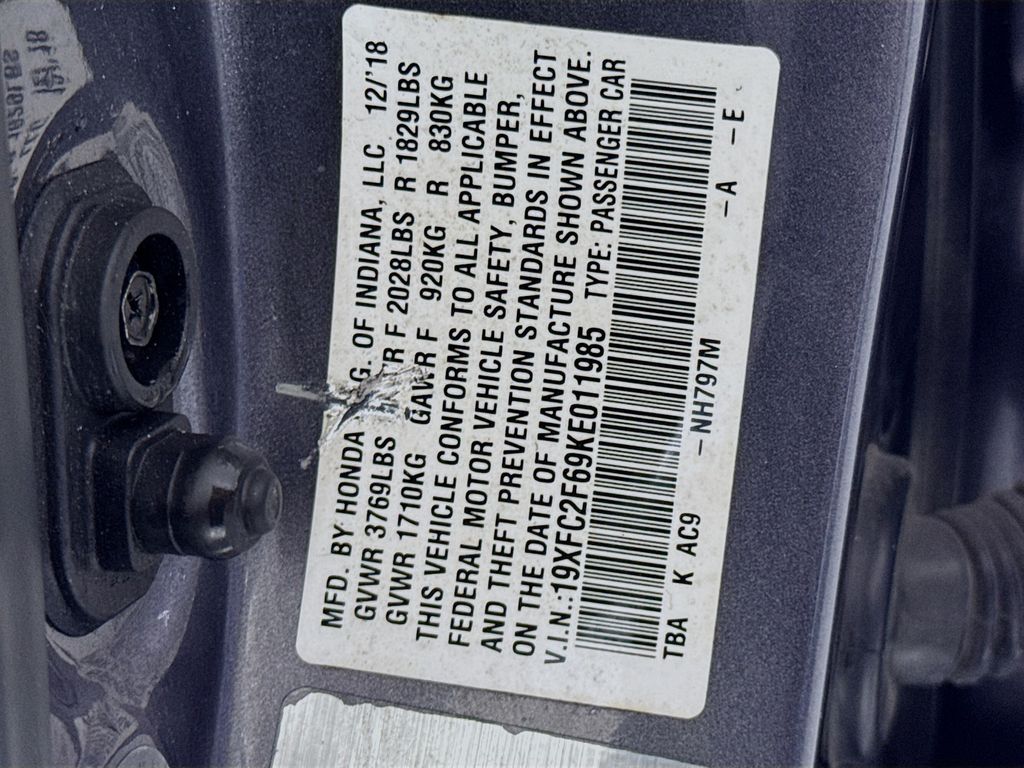 MFD. BY HONDA G. OF INDIANA, LLC 12/'18
GVWR 3769LBS R F 2028LBS R 1829LBS
GVWR 1710KG GAWR F 920KG R 830KG
THIS VEHICLE CONFORMS TO ALL APPLICABLE
FEDERAL MOTOR VEHICLE SAFETY, BUMPER,
AND THEFT PREVENTION STANDARDS IN EFFECT
ON THE DATE OF MANUFACTURE SHOWN ABOVE.
V.I.N.:19XFC2F69KE011985 TYPE: PASSENGER CAR
TBA K AC9 –NH797M –A –E